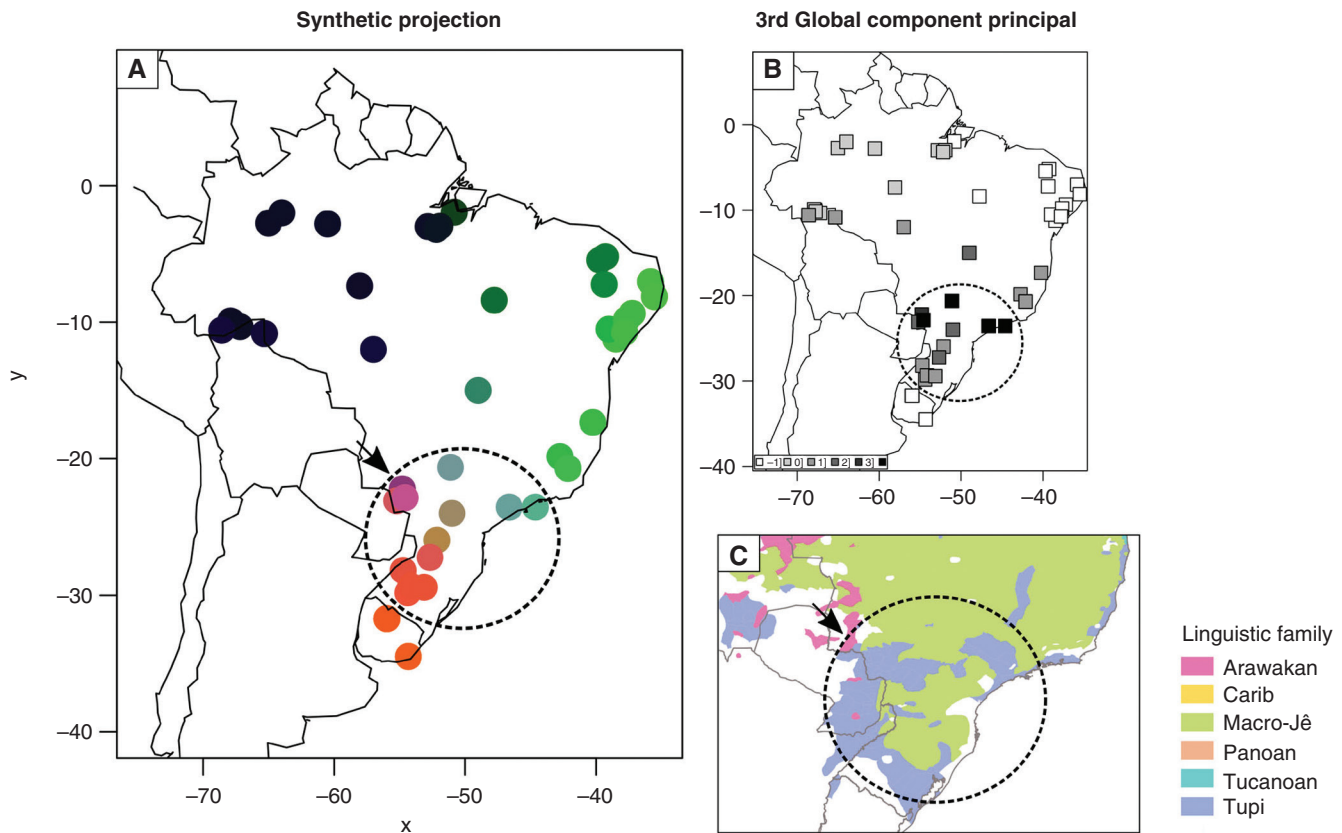 Synthetic projection
3rd Global component principal
A
0
−10
−20
−30
−40
y
−70
−60
−50
−40
x
B
0
−10
−20
−30
−40
−1] 0] 1] 2] 3]
−70
−60
−50
−40
C
Linguistic family
Arawakan
Carib
Macro-Jê
Panoan
Tucanoan
Tupi